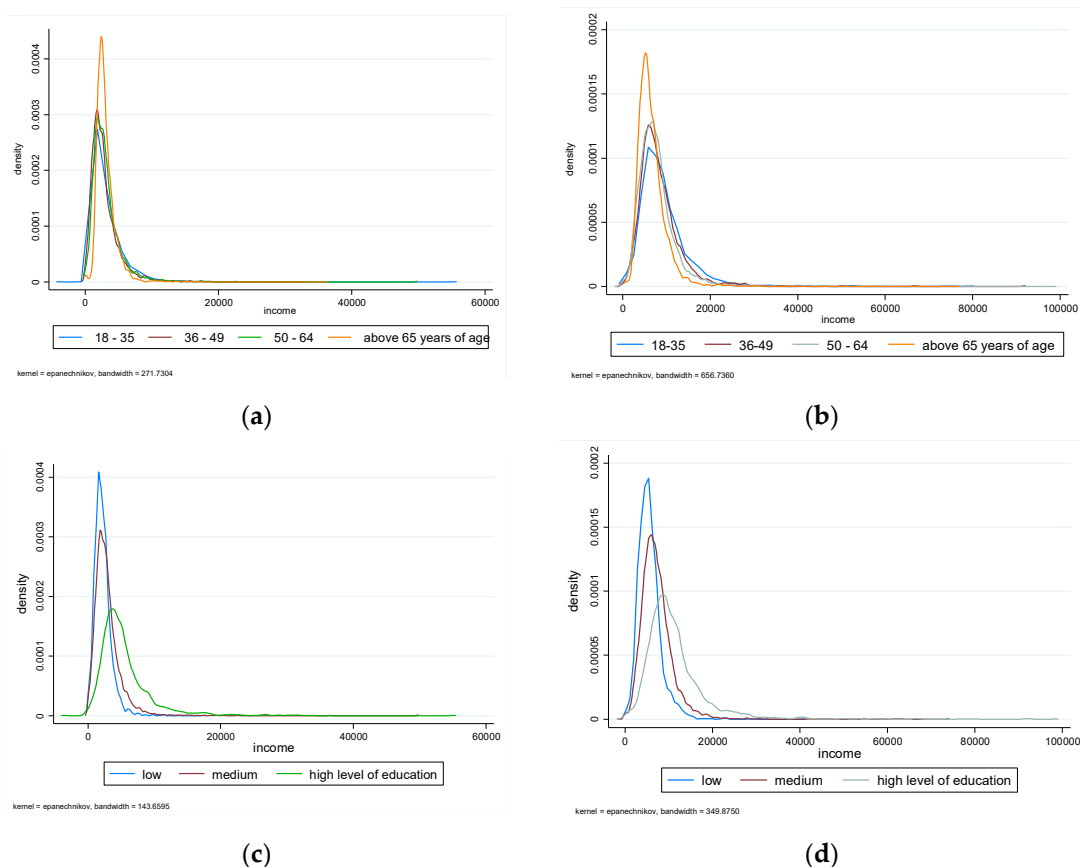 density
0.0004
0.0003
0.0002
0.0001
0
0 20000 40000 60000
income
18 - 35 36 - 49 50 - 64 above 65 years of age
kernel = epanechnikov, bandwidth = 271.7304
(a)
density
0.0002
0.00015
0.0001
0.00005
0
0 20000 40000 60000 80000 100000
income
18-35 36-49 50 - 64 above 65 years of age
kernel = epanechnikov, bandwidth = 656.7360
(b)
density
0.0004
0.0003
0.0002
0.0001
0
0 20000 40000 60000
income
low medium high level of education
kernel = epanechnikov, bandwidth = 143.6595
(c)
density
0.0002
0.00015
0.0001
0.00005
0
0 20000 40000 60000 80000 100000
income
low medium high level of education
kernel = epanechnikov, bandwidth = 349.8750
(d)